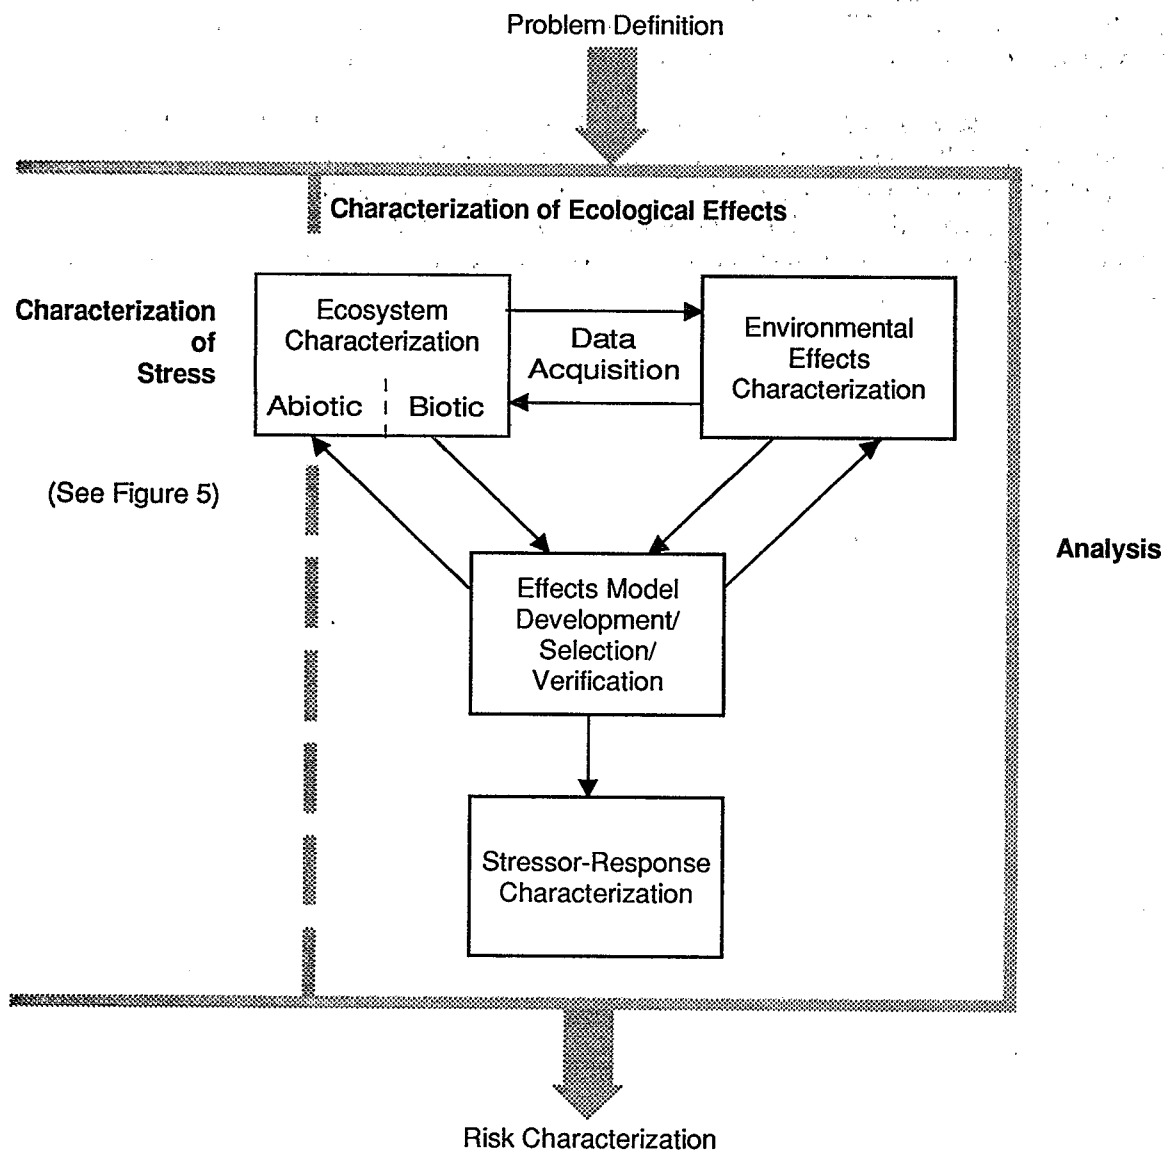 Problem Definition
Characterization of Ecological Effects
Characterization
of
Stress
(See Figure 5)
Ecosystem
Characterization
Abiotic
Biotic
Data
Acquisition
Environmental
Effects
Characterization
Effects Model
Development/
Selection/
Verification
Analysis
Stressor-Response
Characterization
Risk Characterization